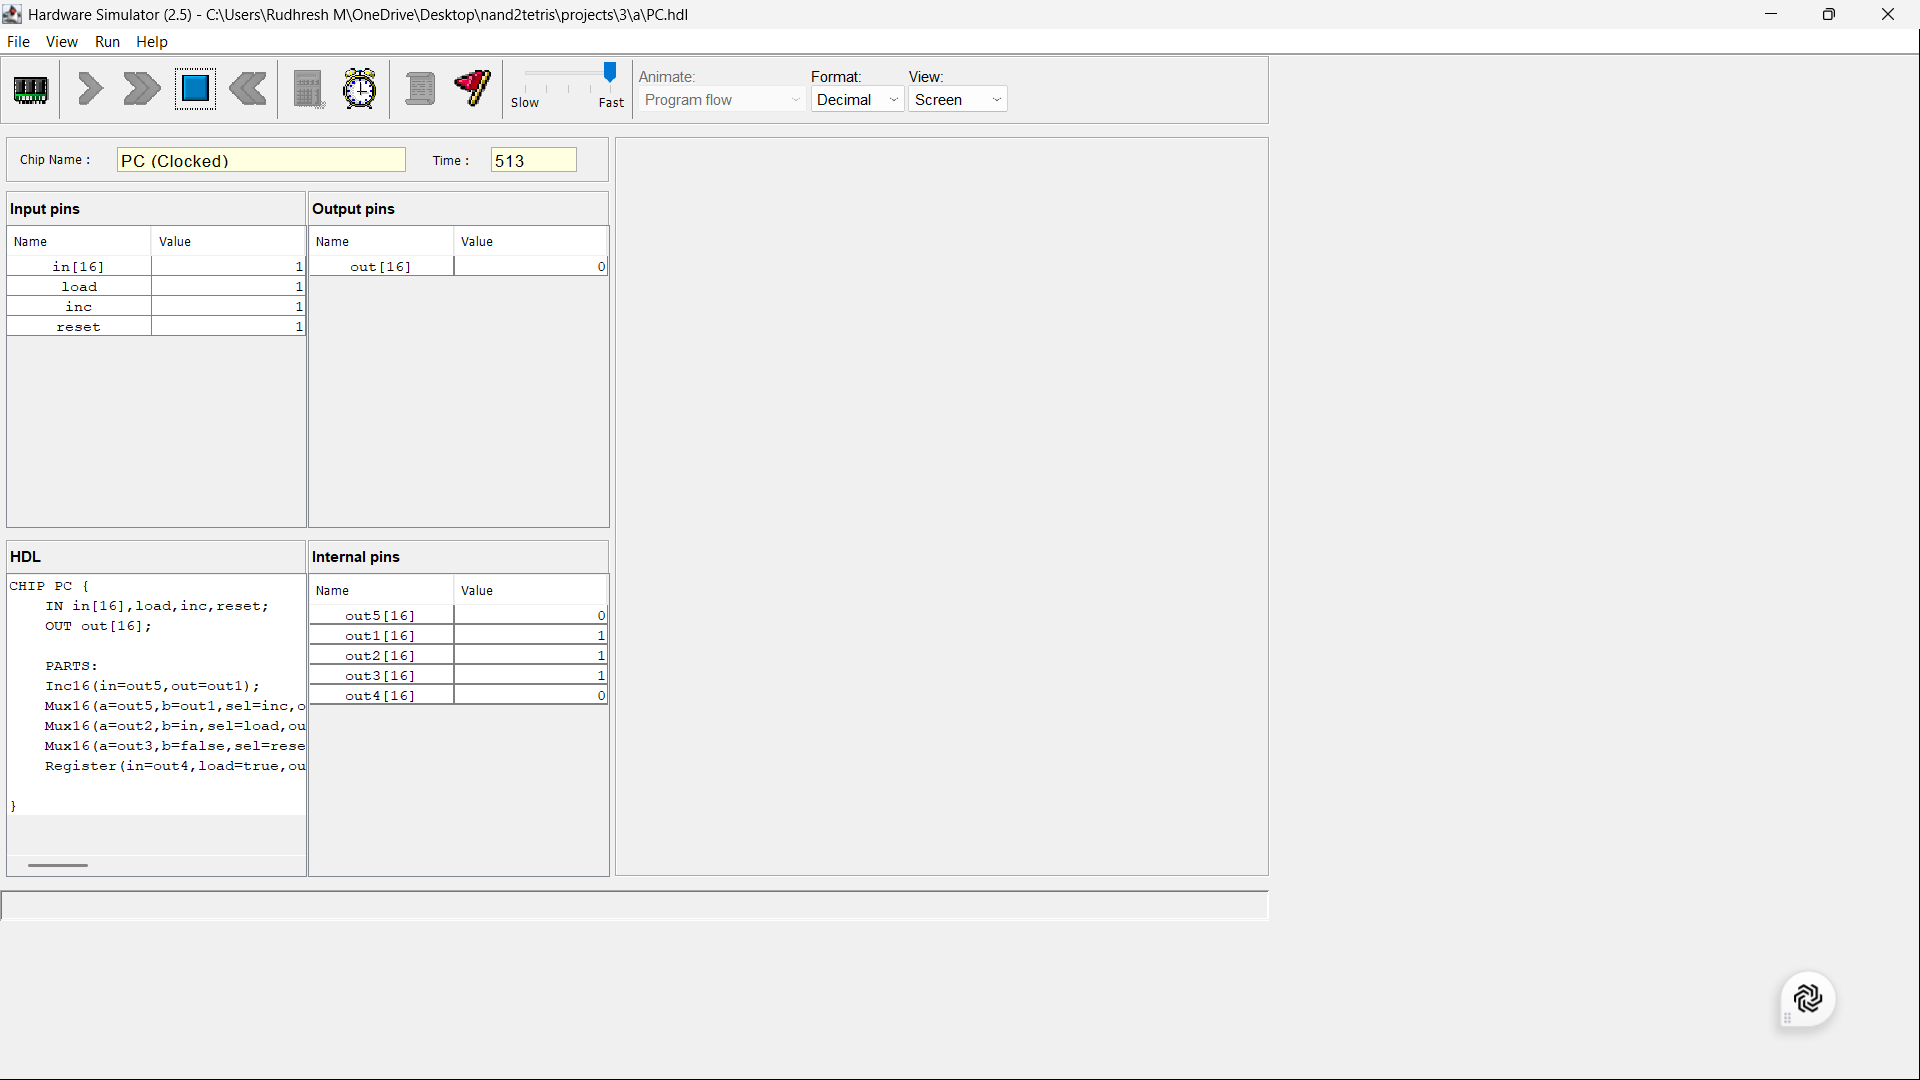 Hardware Simulator (2.5) - C:\Users\Rudhresh M\OneDrive\Desktop\nand2tetris\projects\3\a\PC.hdl
File View Run Help
Slow Fast
Animate: Format: View:
Program flow Decimal Screen
Chip Name : PC (Clocked) Time : 513
Input pins
Name Value
in[16] 1
load 1
inc 1
reset 1
Output pins
Name Value
out[16] 0
HDL
CHIP PC {
IN in[16],load,inc,reset;
OUT out[16];
PARTS:
Inc16(in=out5,out=out1);
Mux16(a=out5,b=out1,sel=inc,o
Mux16(a=out2,b=in,sel=load,ou
Mux16(a=out3,b=false,sel=rese
Register(in=out4,load=true,ou
}
Internal pins
Name Value
out5[16] 0
out1[16] 1
out2[16] 1
out3[16] 1
out4[16] 0